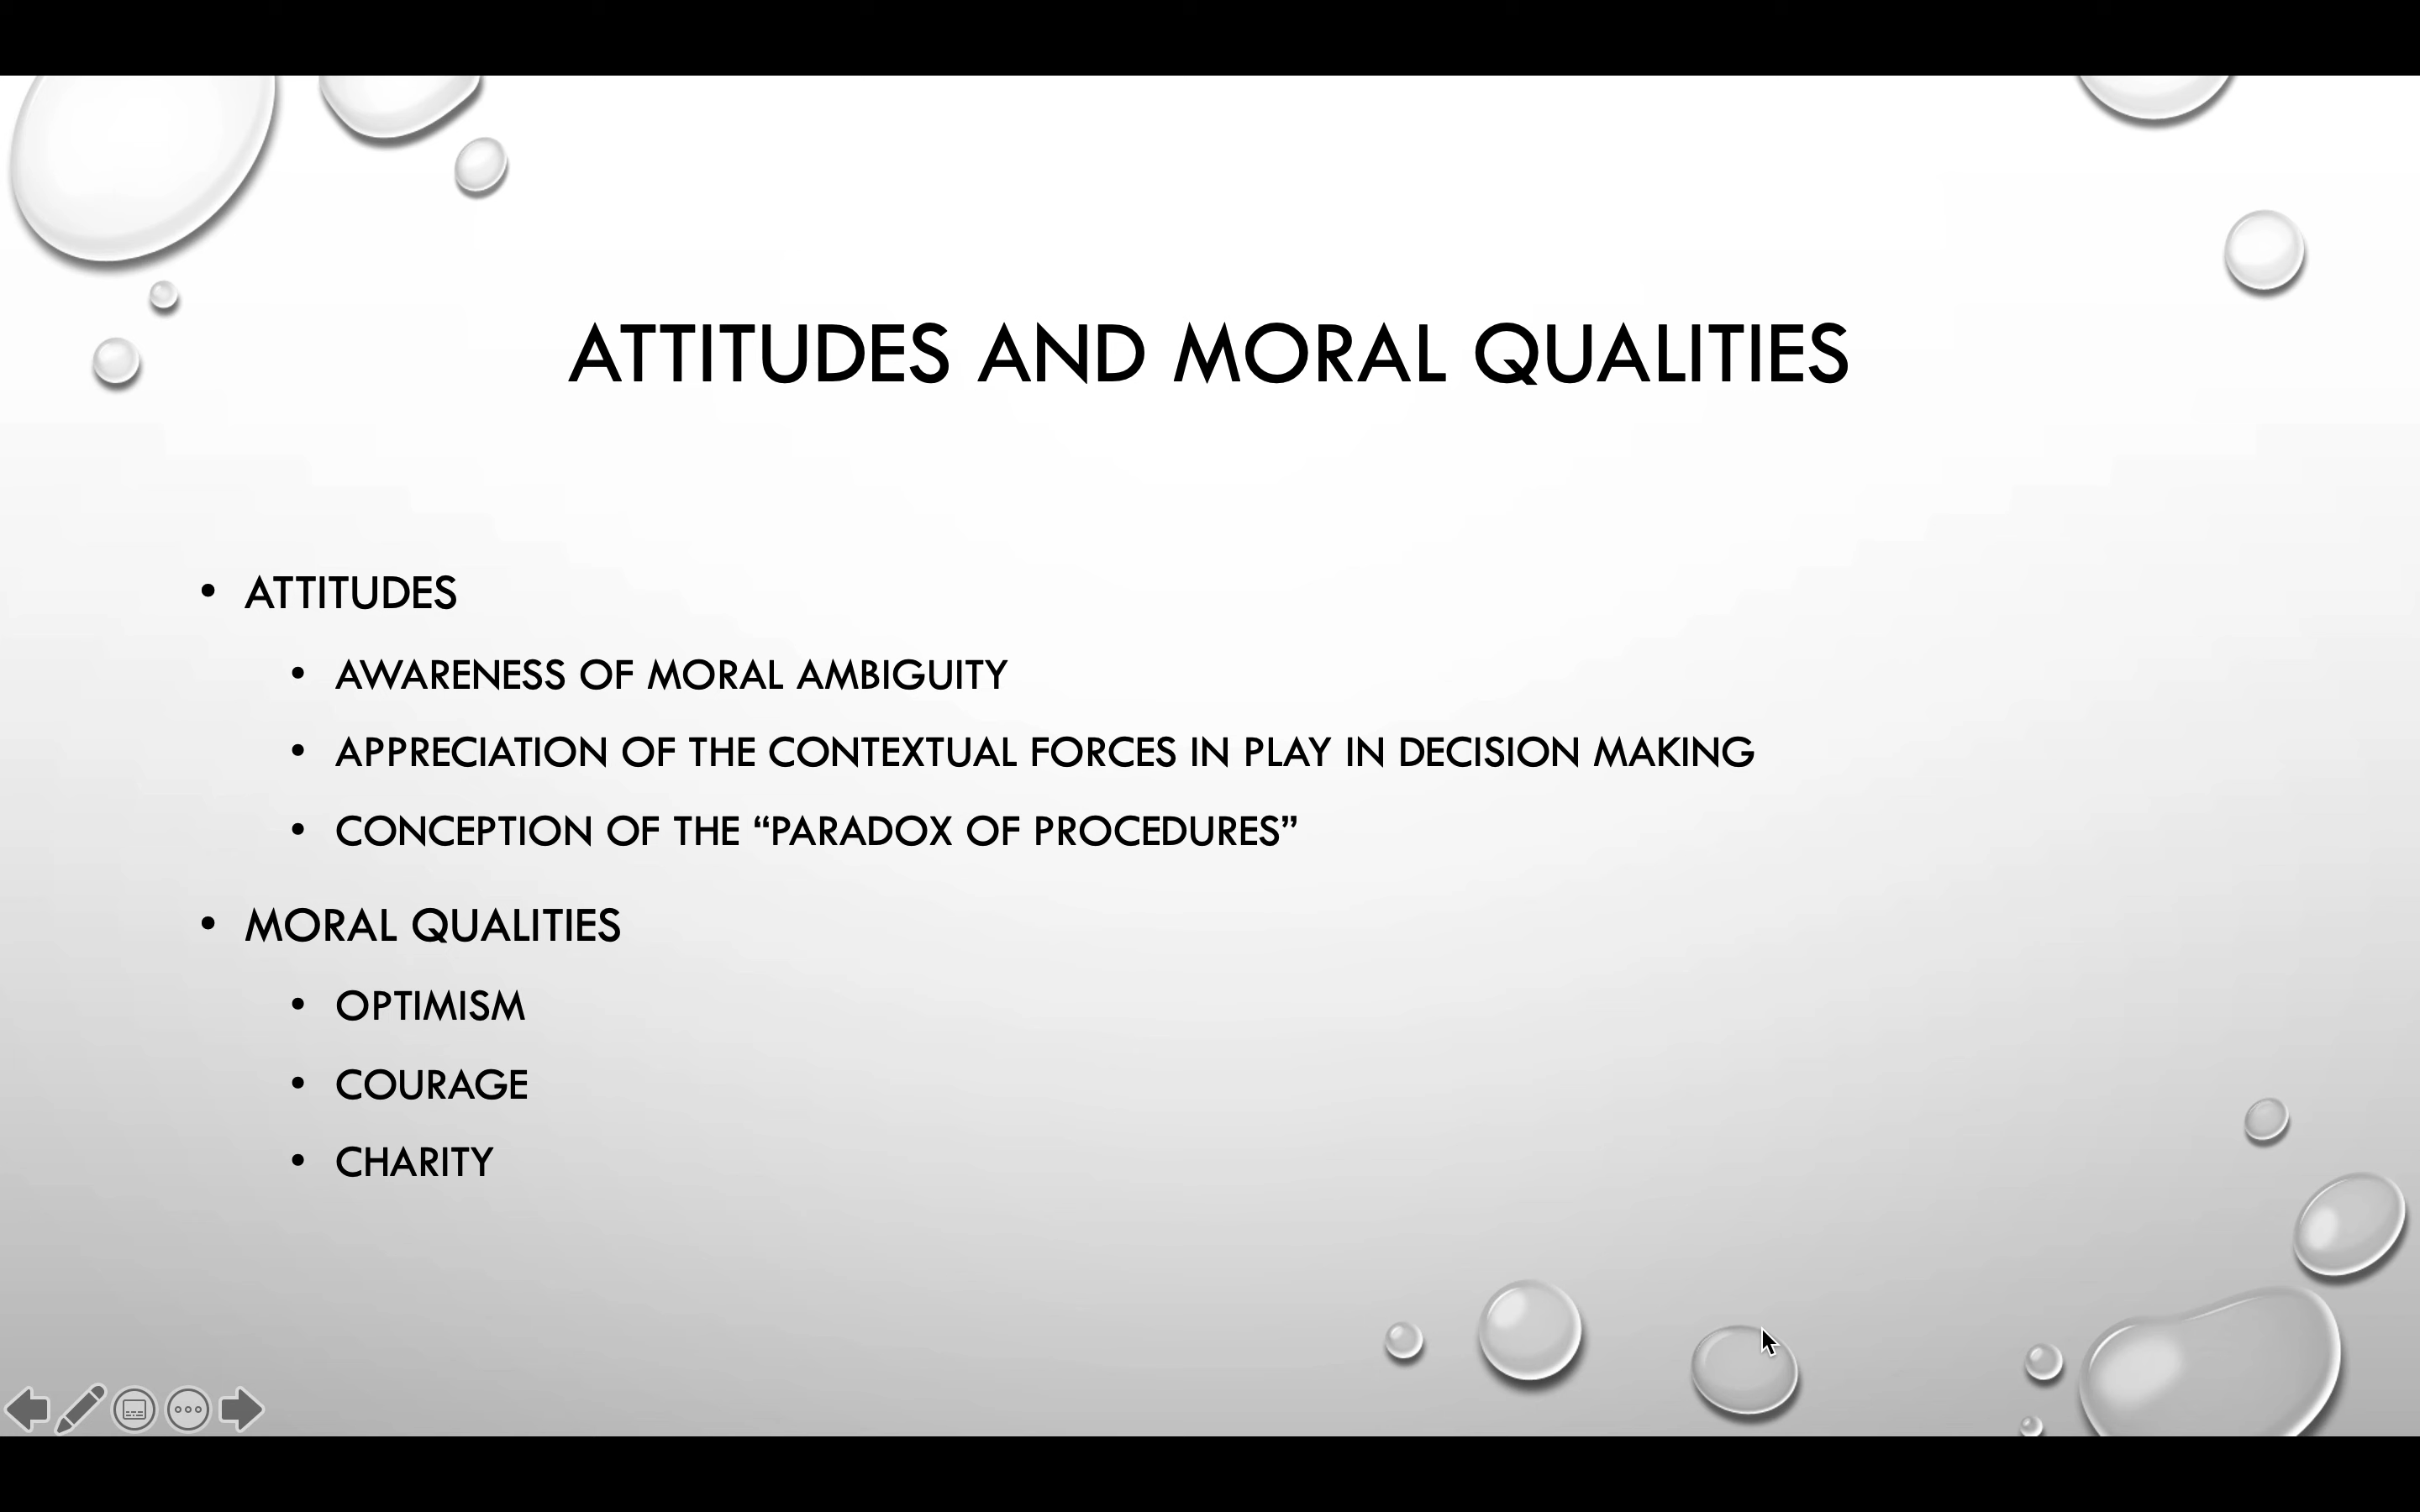 ATTITUDES AND MORAL QUALITIES
• ATTITUDES
• AWARENESS OF MORAL AMBIGUITY
• APPRECIATION OF THE CONTEXTUAL FORCES IN PLAY IN DECISION MAKING
• CONCEPTION OF THE “PARADOX OF PROCEDURES”
• MORAL QUALITIES
• OPTIMISM
• COURAGE
• CHARITY